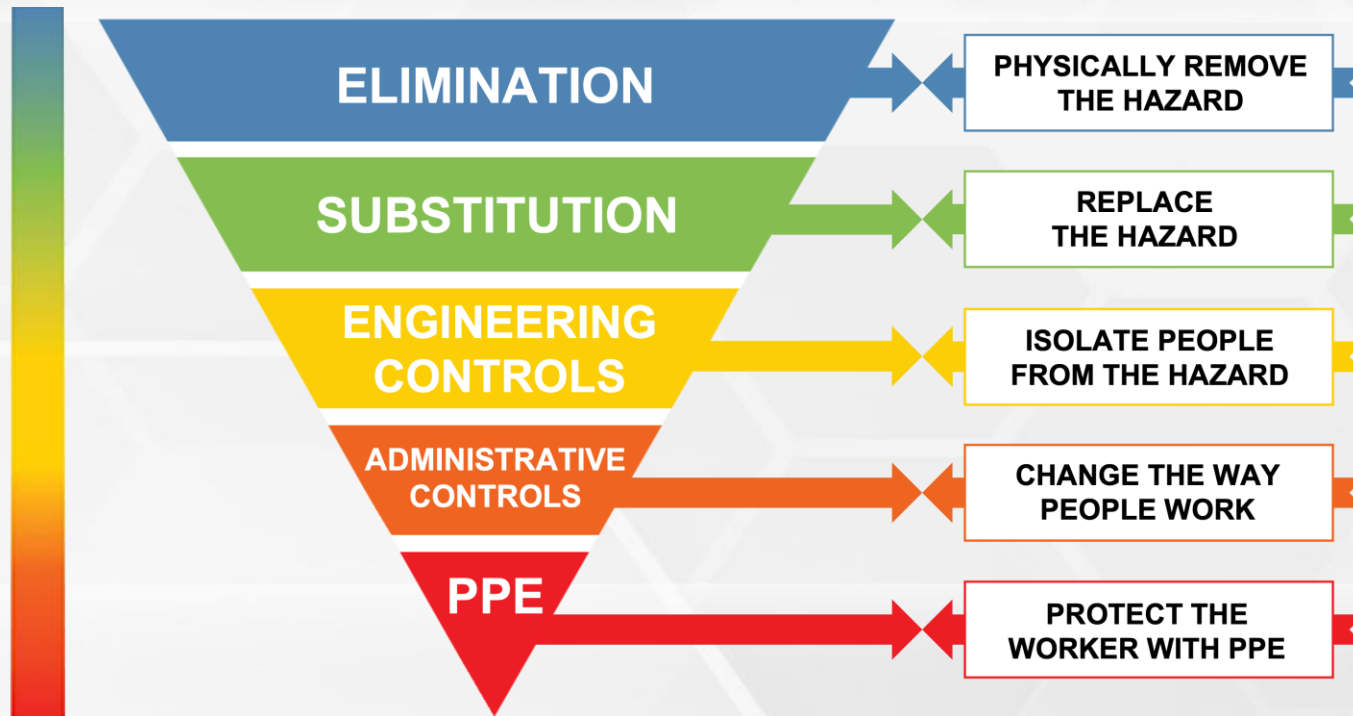 ELIMINATION
PHYSICALLY REMOVE
THE HAZARD
SUBSTITUTION
REPLACE
THE HAZARD
ENGINEERING
CONTROLS
ISOLATE PEOPLE
FROM THE HAZARD
ADMINISTRATIVE
CONTROLS
CHANGE THE WAY
PEOPLE WORK
PPE
PROTECT THE
WORKER WITH PPE